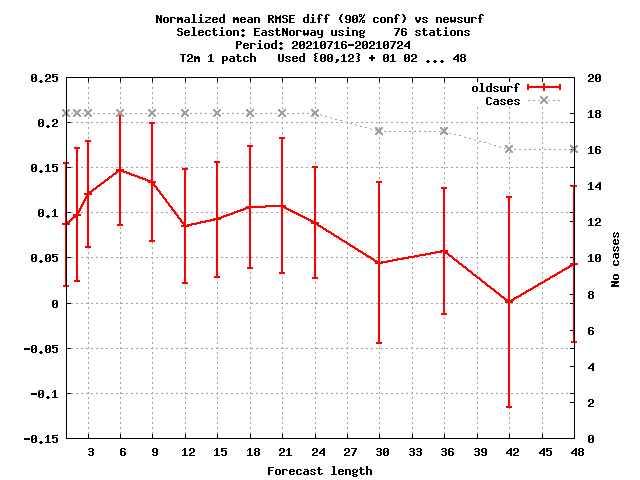 Normalized mean RMSE diff (90% conf) vs newsurf
Selection: EastNorway using    76 stations
Period: 20210716-20210724
T2m 1 patch   Used {00,12} + 01 02 ... 48
oldsurf
Cases
0.25
0.2
0.15
0.1
0.05
0
-0.05
-0.1
-0.15
20
18
16
14
12
10
8
6
4
2
0
No cases
3 6 9 12 15 18 21 24 27 30 33 36 39 42 45 48
Forecast length